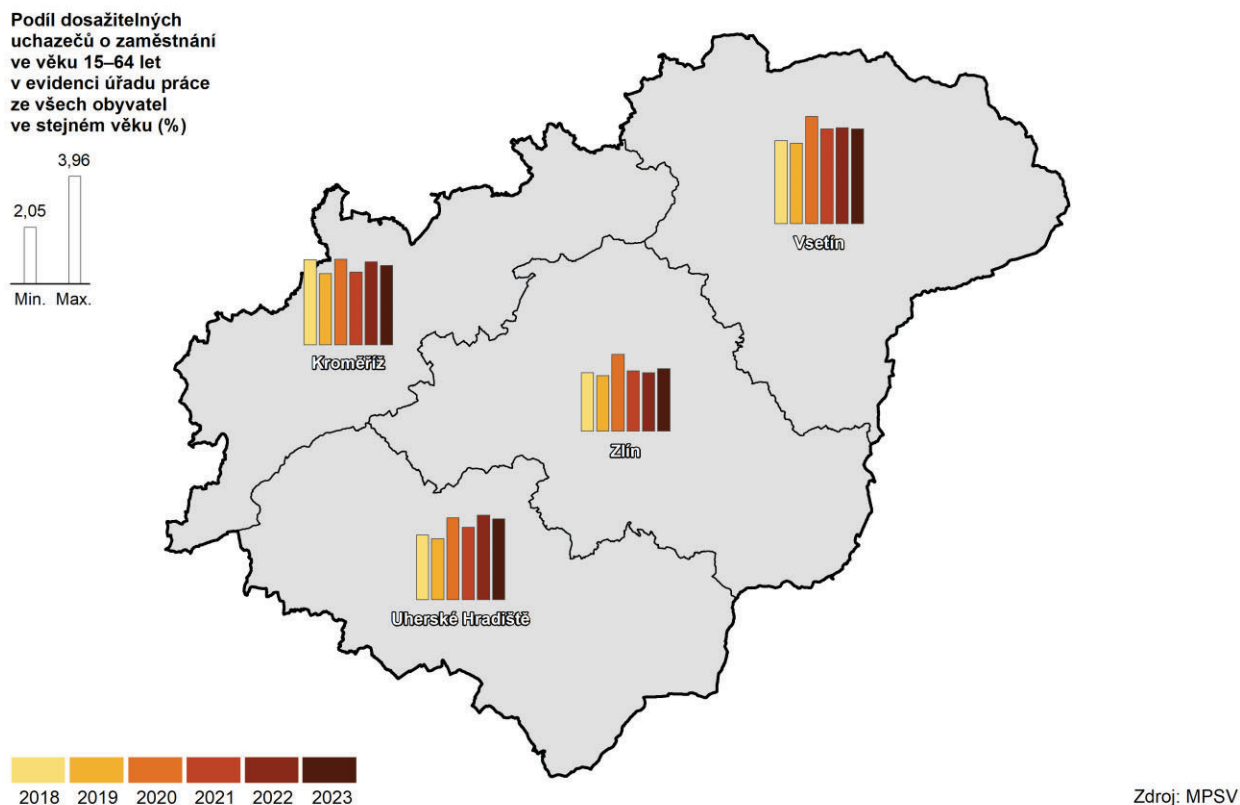 Podíl dosažitelných
uchazečů o zaměstnání
ve věku 15–64 let
v evidenci úřadu práce
ze všech obyvatel
ve stejném věku (%)
3,96
2,05
Min. Max.
Vsetín
Kroměříž
Zlín
Uherské Hradiště
2018 2019 2020 2021 2022 2023
Zdroj: MPSV